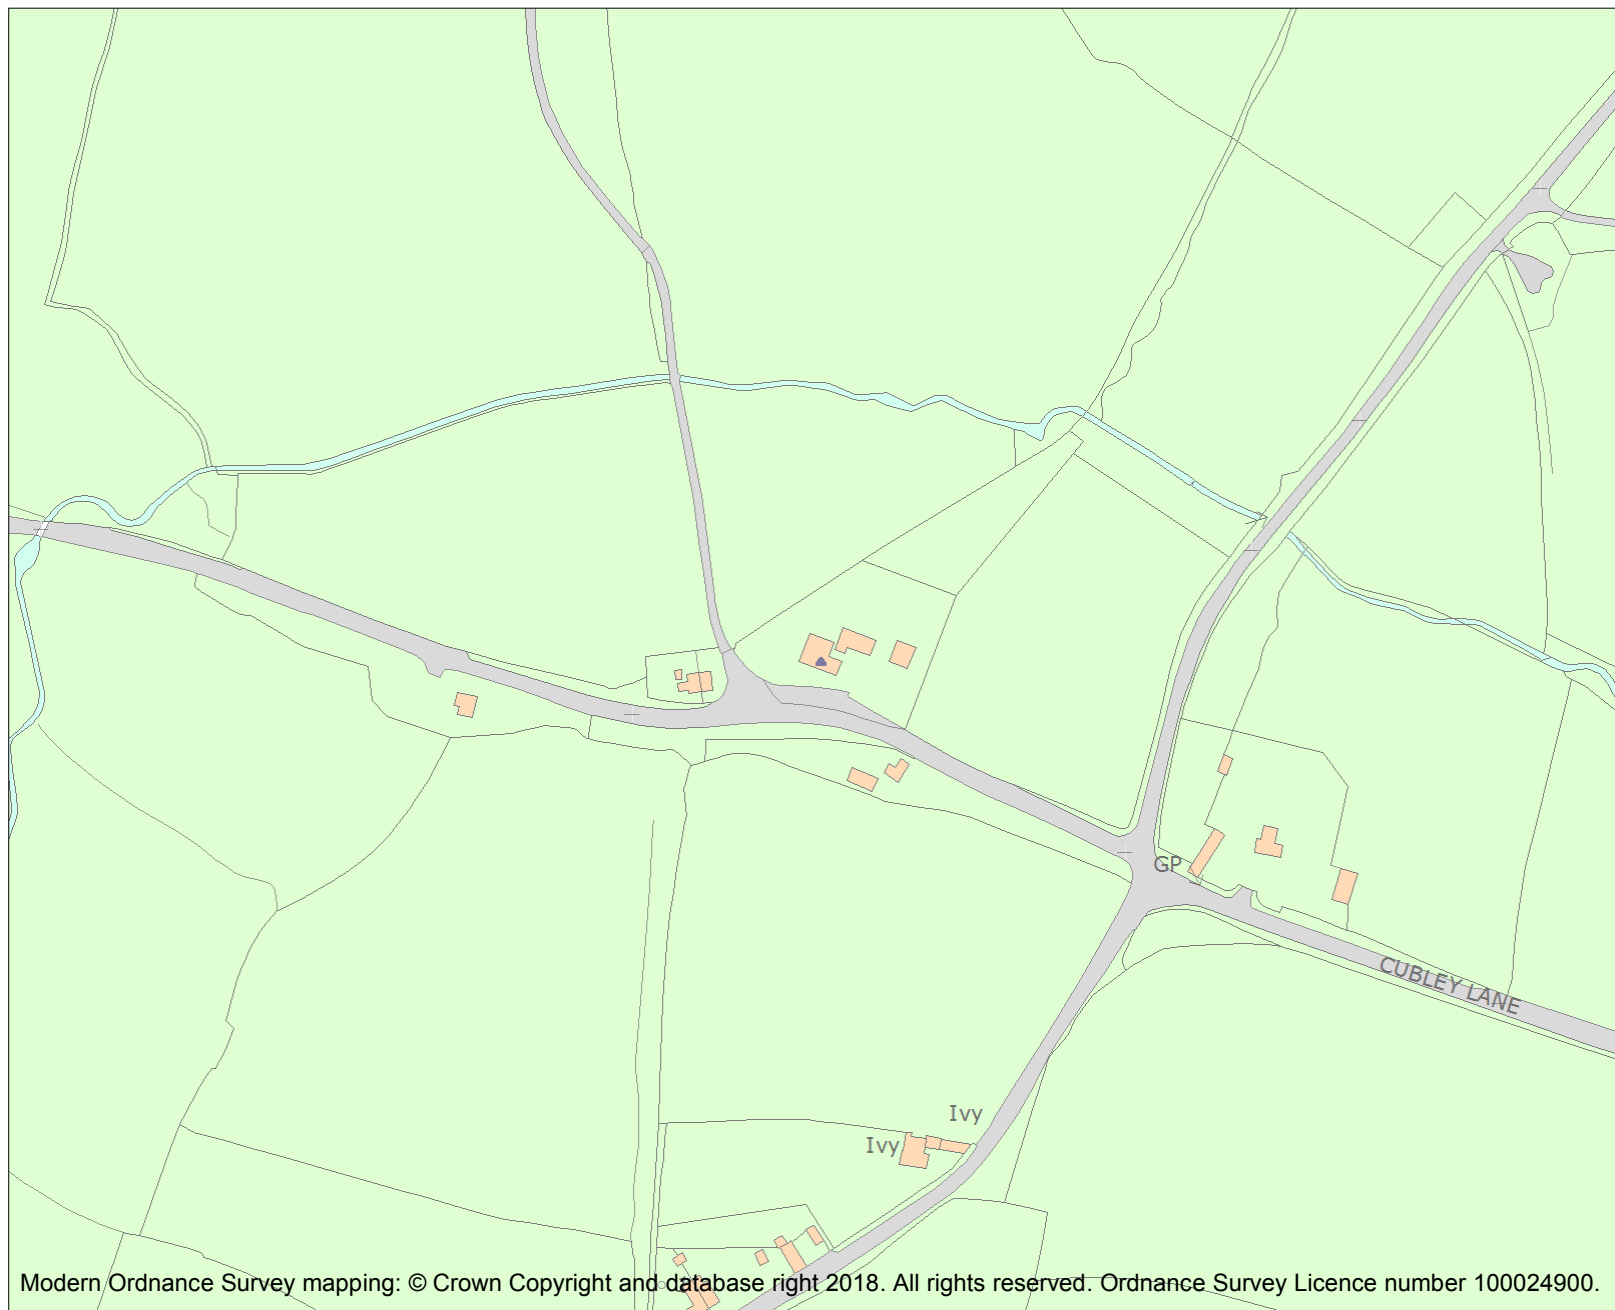 GP
CUBLEY LANE
Ivy
Ivy
Modern Ordnance Survey mapping: © Crown Copyright and database right 2018. All rights reserved. Ordnance Survey Licence number 100024900.